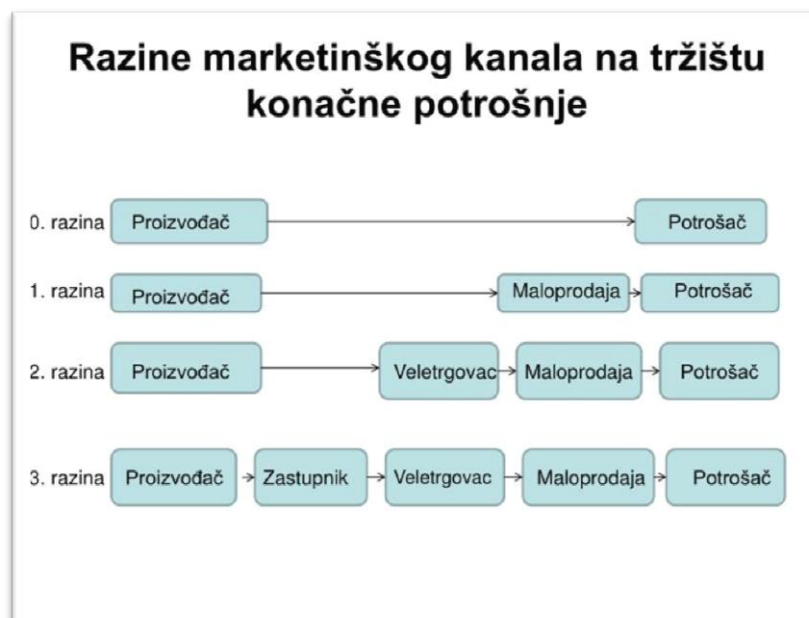 Razine marketinškog kanala na tržištu
konačne potrošnje
0. razina Proizvođač Potrošač
1. razina Proizvođač Maloprodaja Potrošač
2. razina Proizvođač Veletrgovac Maloprodaja Potrošač
3. razina Proizvođač Zastupnik Veletrgovac Maloprodaja Potrošač